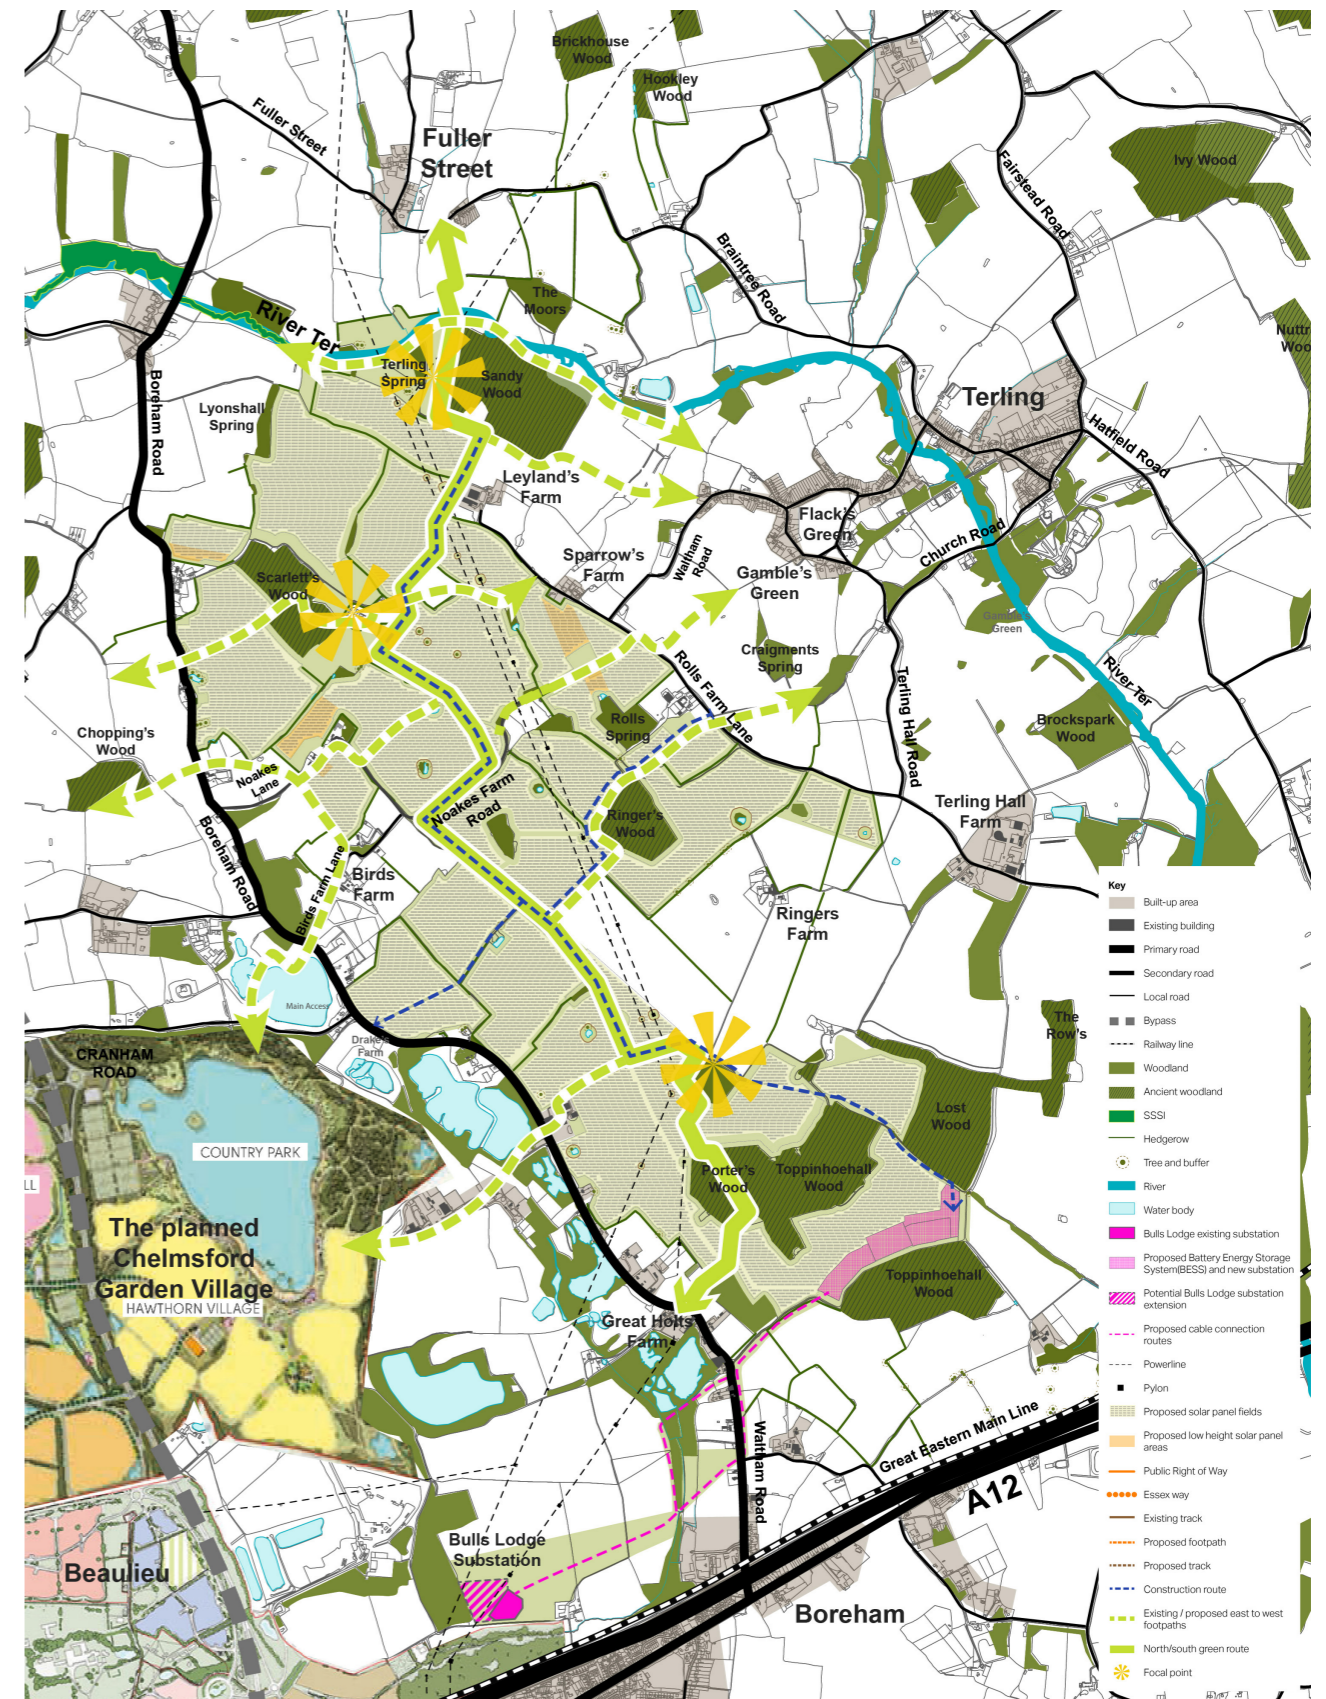 Brickhouse
Wood
Hookley
Wood
Fuller Street
Fuller
Street
Ivy Wood
Fairstead Road
Braintree Road
The
Moors
River Ter
Nuttr
Woo
Terling
Spring
Sandy
Wood
Boreham Road
Lyonshall
Spring
Terling
Hatfield Road
Leyland's
Farm
Flack's
Green
Church Road
Waltham
Road
Sparrow's
Farm
Scarlett's
Wood
Gamble's
Green
Gamble's
Green
Craigments
Spring
Rolls Farm Lane
River Ter
Terling Hall Road
Rolls
Spring
Brockspark
Wood
Chopping's
Wood
Noakes
Lane
Noakes Farm
Road
Ringer's
Wood
Terling Hall
Farm
Boreham Road
Birds Farm Lane
Birds
Farm
Ringers
Farm
Main Access
The
Row's
Drake's
Farm
CRANHAM
ROAD
Lost
Wood
COUNTRY PARK
LL
Porter's
Wood
Toppinhoehall
Wood
The planned
Chelmsford
Garden Village
HAWTHORN VILLAGE
Toppinhoehall
Wood
Great Holts
Farm
Waltham Road
Great Eastern Main Line
A12
Bulls Lodge
Substation
Beaulieu
Boreham
Key
Built-up area
Existing building
Primary road
Secondary road
Local road
Bypass
Railway line
Woodland
Ancient woodland
SSSI
Hedgerow
Tree and buffer
River
Water body
Bulls Lodge existing substation
Proposed Battery Energy Storage
System(BESS) and new substation
Potential Bulls Lodge substation
extension
Proposed cable connection
routes
Powerline
Pylon
Proposed solar panel fields
Proposed low height solar panel
areas
Public Right of Way
Essex way
Existing track
Proposed footpath
Proposed track
Construction route
Existing / proposed east to west
footpaths
North/south green route
Focal point